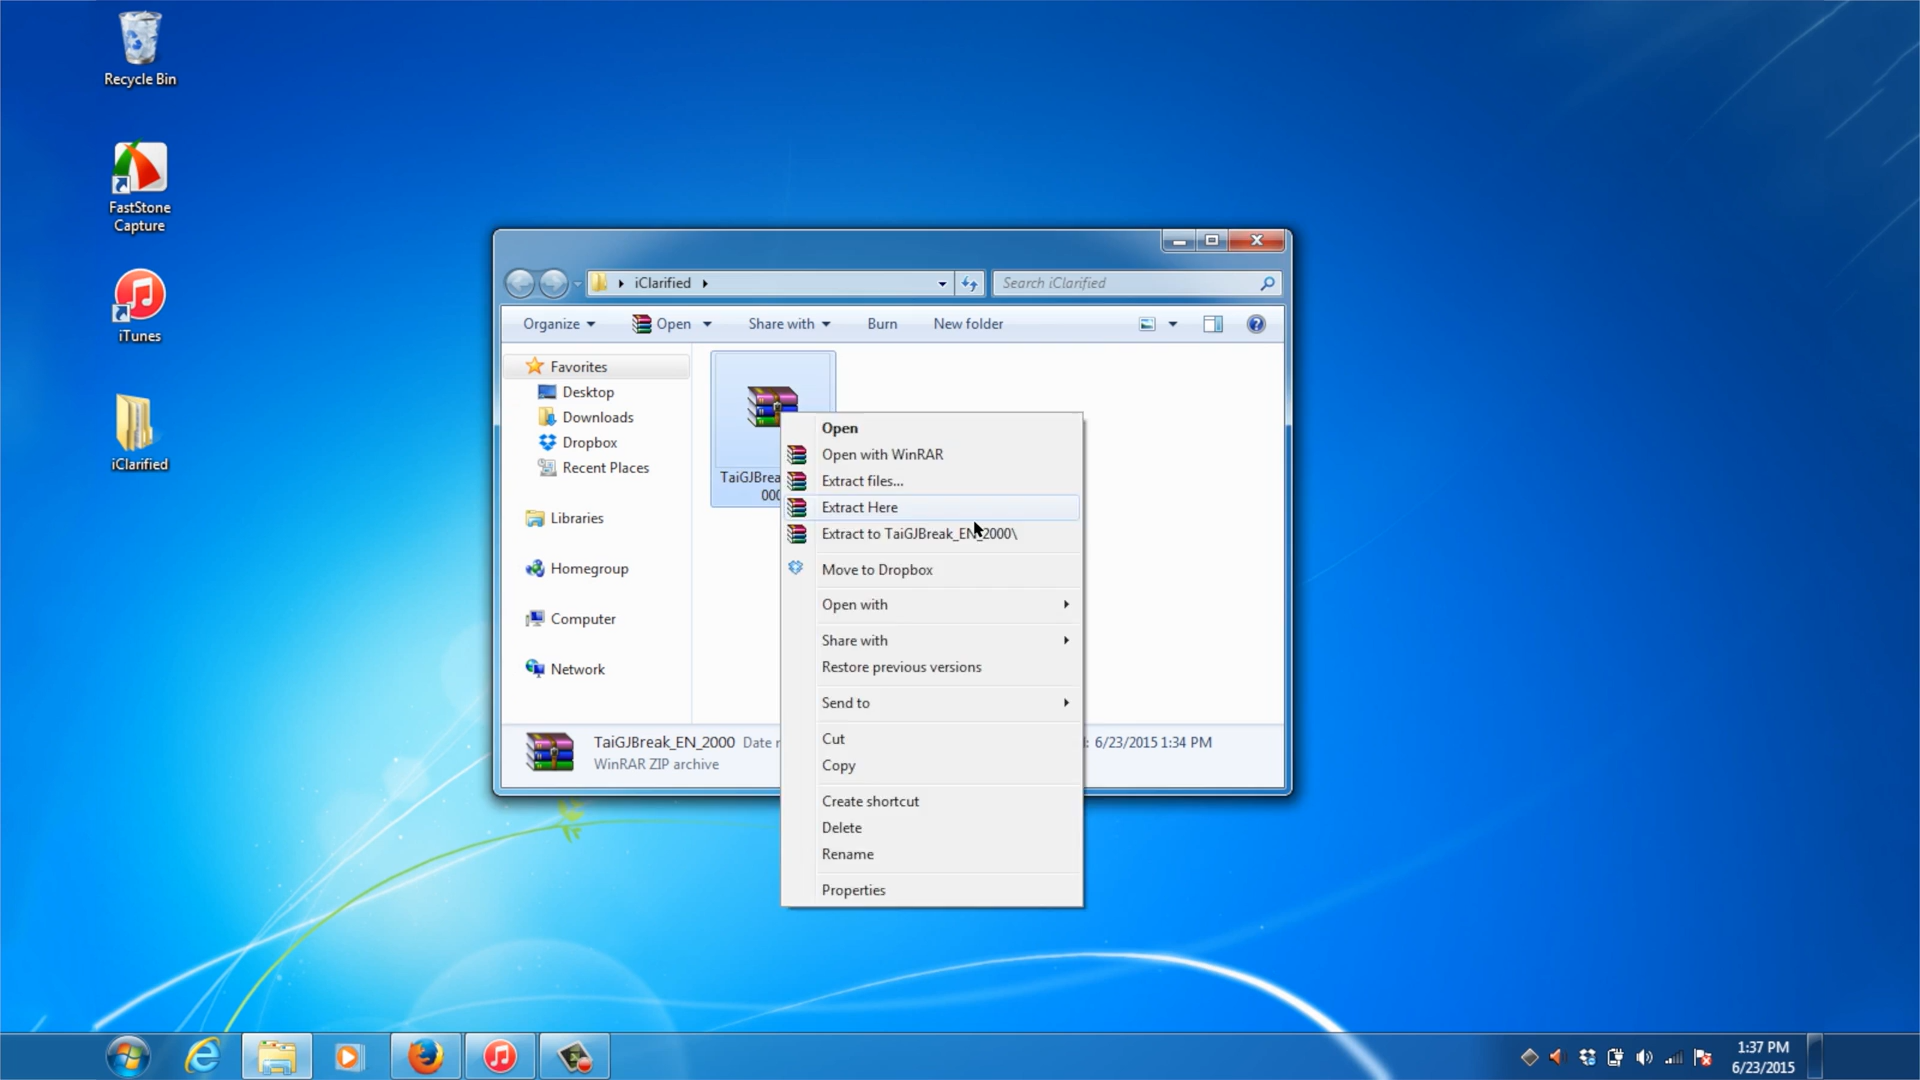 Recycle Bin
FastStone
Capture
iTunes
iClarified
iClarified
Search iClarified
Organize
Open
Share with
Burn
New folder
Favorites
Desktop
Downloads
Dropbox
Recent Places
Libraries
Homegroup
Computer
Network
TaiGJBrea
000
Open
Open with WinRAR
Extract files...
Extract Here
Extract to TaiGJBreak_EN_2000\
Move to Dropbox
Open with
Share with
Restore previous versions
Send to
Cut
Copy
Create shortcut
Delete
Rename
Properties
TaiGJBreak_EN_2000 Date r
: 6/23/2015 1:34 PM
WinRAR ZIP archive
1:37 PM
6/23/2015